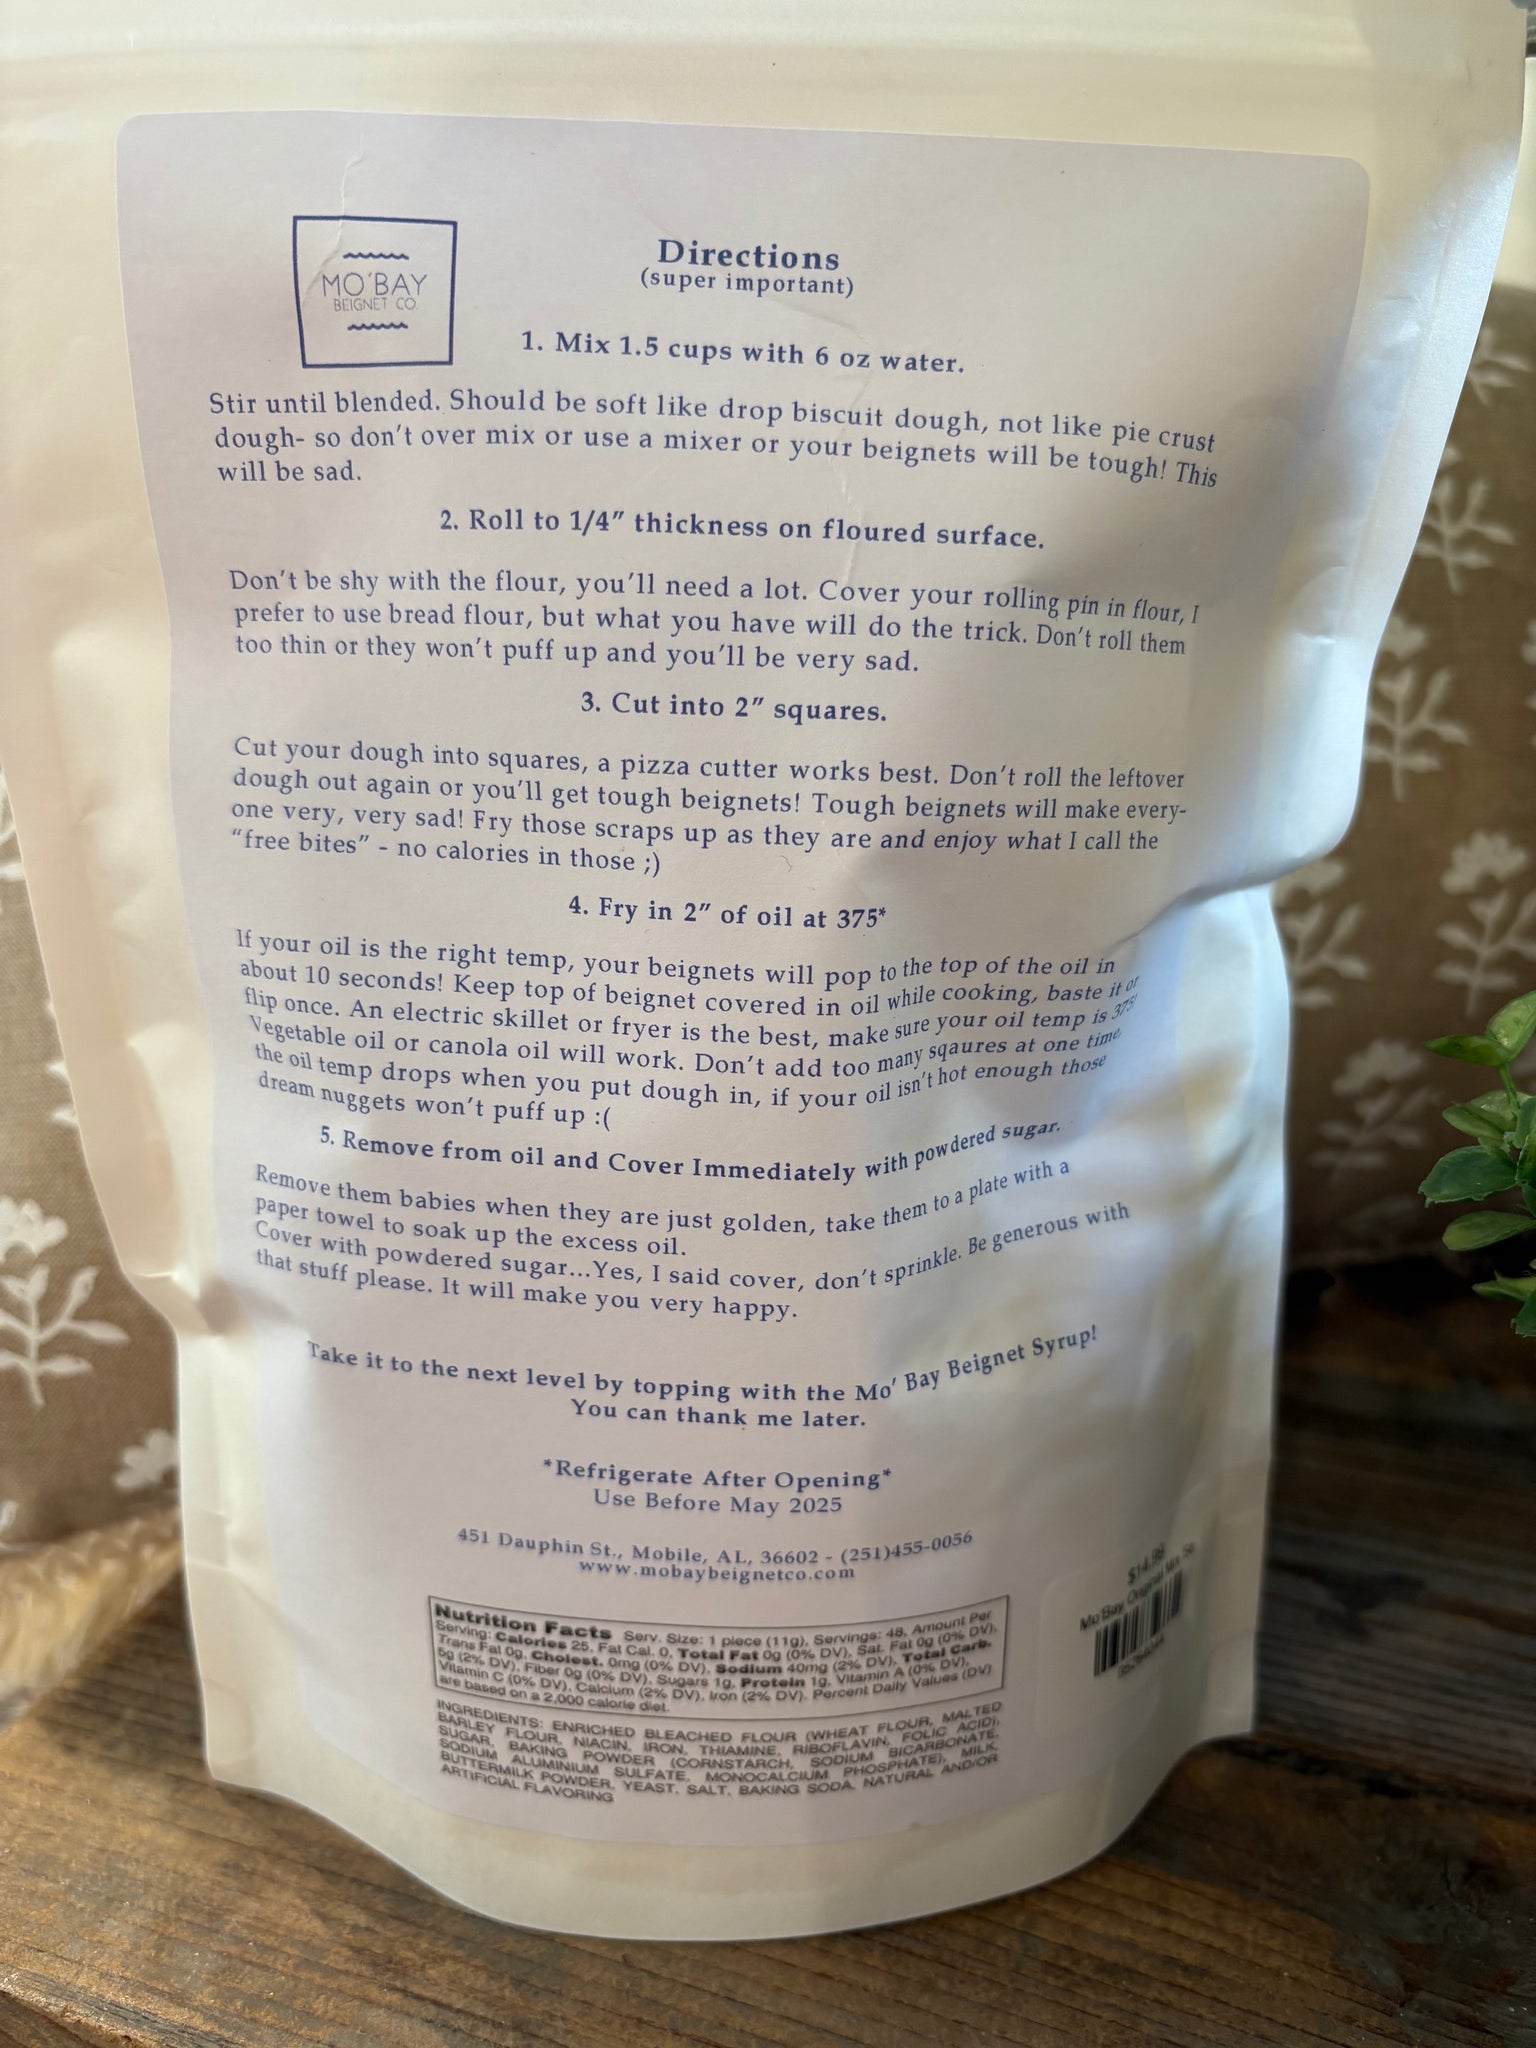 MO'BAY
BEIGNET CO.
Directions
(super important)
1. Mix 1.5 cups with 6 oz water.
Stir until blended. Should be soft like drop biscuit dough, not like pie crust
dough- so don't over mix or use a mixer or your beignets will be tough! This
will be sad.
2. Roll to 1/4" thickness on floured surface.
Don't be shy with the flour, you'll need a lot. Cover your rolling pin in flour, I
prefer to use bread flour, but what you have will do the trick. Don't roll them
too thin or they won't puff up and you'll be very sad.
3. Cut into 2" squares.
Cut your dough into squares, a pizza cutter works best. Don't roll the leftover
dough out again or you'll get tough beignets! Tough beignets will make every-
one very, very sad! Fry those scraps up as they are and enjoy what I call the
"free bites" - no calories in those ;)
4. Fry in 2" of oil at 375*
If your oil is the right temp, your beignets will pop to the top of the oil in
about 10 seconds! Keep top of beignet covered in oil while cooking, baste it or
flip once. An electric skillet or fryer is the best, make sure your oil temp is 375!
Vegetable oil or canola oil will work. Don't add too many sqaures at one time,
the oil temp drops when you put dough in, if your oil isn't hot enough those
dream nuggets won't puff up :(
5. Remove from oil and Cover Immediately with powdered sugar.
Remove them babies when they are just golden, take them to a plate with a
paper towel to soak up the excess oil.
Cover with powdered sugar...Yes, I said cover, don't sprinkle. Be generous with
that stuff please. It will make you very happy.
Take it to the next level by topping with the Mo' Bay Beignet Syrup!
You can thank me later.
*Refrigerate After Opening*
Use Before May 2025
451 Dauphin St., Mobile, AL, 36602 - (251)455-0056
www.mobaybeignetco.com
$14.99
Mo'Bay Original Mix
Nutrition Facts Serv. Size: 1 piece (11g), Servings: 48, Amount Per
Serving: Calories 25, Fat Cal. 0, Total Fat 0g (0% DV), Sat. Fat 0g (0% DV),
Trans Fat 0g, Cholest. 0mg (0% DV), Sodium 40mg (2% DV), Total Carb.
5g (2% DV), Fiber 0g (0% DV), Sugars 1g, Protein 1g, Vitamin A (0% DV),
Vitamin C (0% DV), Calcium (2% DV), Iron (2% DV). Percent Daily Values (DV)
are based on a 2,000 calorie diet.
INGREDIENTS: ENRICHED BLEACHED FLOUR (WHEAT FLOUR, MALTED
BARLEY FLOUR, NIACIN, IRON, THIAMINE, RIBOFLAVIN, FOLIC ACID),
SUGAR, BAKING POWDER (CORNSTARCH, SODIUM BICARBONATE,
SODIUM ALUMINIUM SULFATE, MONOCALCIUM PHOSPHATE), MILK,
BUTTERMILK POWDER, YEAST, SALT, BAKING SODA, NATURAL AND/OR
ARTIFICIAL FLAVORING